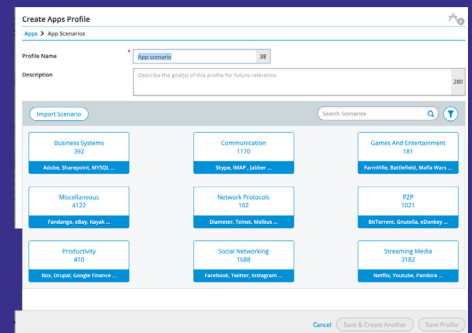 Create Apps Profile
Apps > App Scenarios
Profile Name * App scenario 38
Description Describe the goal(s) of this profile for future reference. 280
Import Scenario Search Scenarios
Business Systems Communication Games And Entertainment
392 1170 181
Adobe, Sharepoint, MYSQL ... Skype, IMAP, Jabber ... FarmVille, Battlefield, Mafia Wars ...
Miscellaneous Network Protocols P2P
4122 102 1021
Fandango, eBay, Kayak ... Diameter, Telnet, Modbus ... BitTorrent, Gnutella, eDonkey ...
Productivity Social Networking Streaming Media
410 1688 3182
Box, Drupal, Google Finance ... Facebook, Twitter, Instagram ... Netflix, Youtube, Pandora ...
Cancel Save & Create Another Save Profile